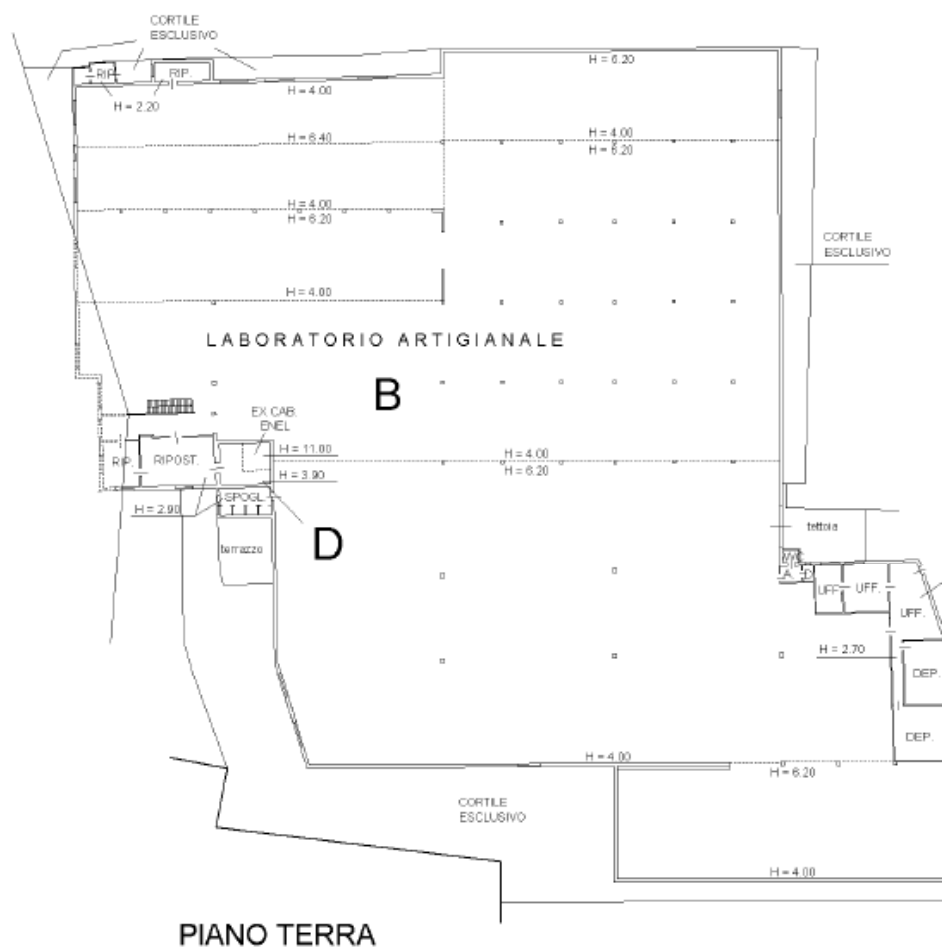 CORTILE
ESCLUSIVO
RIP.
RIP.
H = 2.20
H = 4.00
H = 6.20
H = 6.40
H = 4.00
H = 6.20
H = 4.00
H = 6.20
CORTILE
ESCLUSIVO
H = 4.00
LABORATORIO ARTIGIANALE
B
EX CAB.
ENEL
H = 11.00
RIP.
RIPOST.
H = 4.00
H = 6.20
H = 3.90
SPOGL.
H = 2.90
D
tettoia
terrazzo
A
D
UFF
UFF.
UFF.
H = 2.70
DEP.
DEP.
H = 4.00
H = 6.20
CORTILE
ESCLUSIVO
H = 4.00
PIANO TERRA